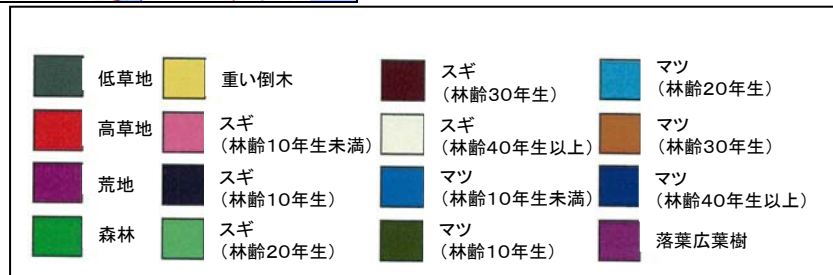 低草地
高草地
荒地
森林
重い倒木
スギ
（林齢１０年生未満）
スギ
（林齢１０年生）
スギ
（林齢２０年生）
スギ
（林齢３０年生）
スギ
（林齢４０年生以上）
マツ
（林齢１０年生未満）
マツ
（林齢１０年生）
マツ
（林齢２０年生）
マツ
（林齢３０年生）
マツ
（林齢４０年生以上）
落葉広葉樹